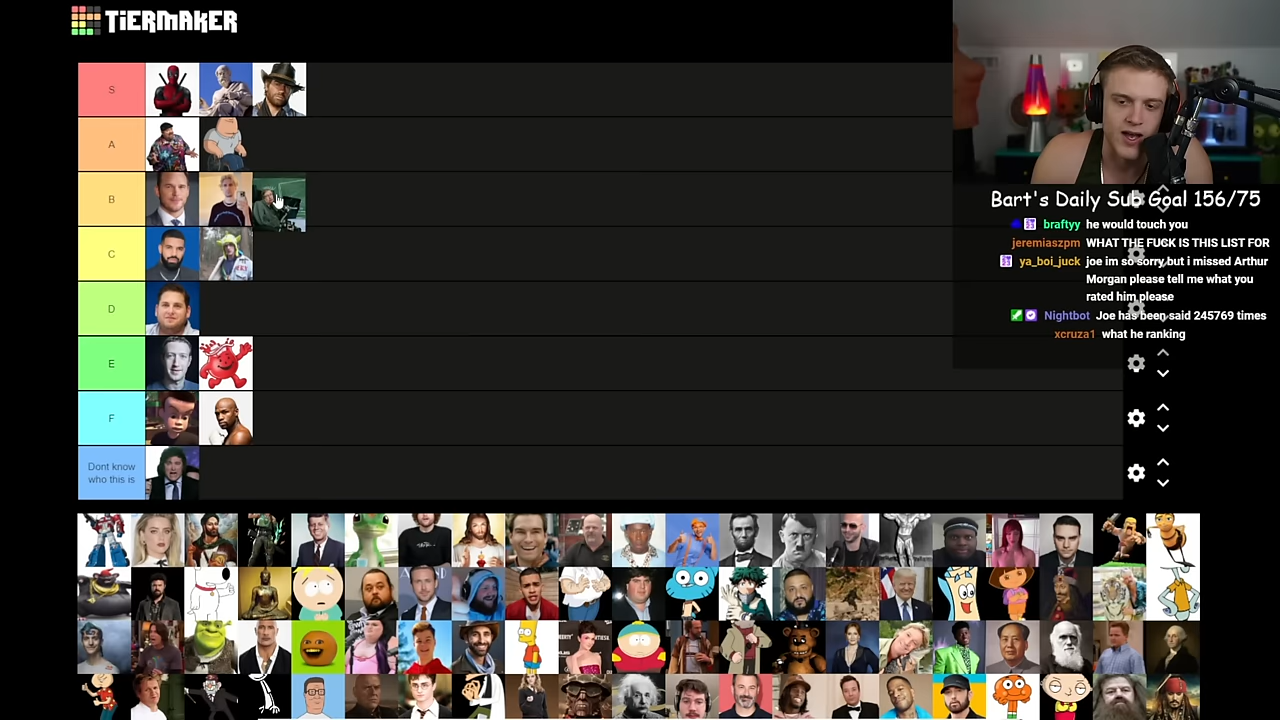 TiERMAKER
S
A
B
C
D
E
F
Dont know
who this is
Bart's Daily Sub Goal 156/75
braftyy he would touch you
jeremiaszpm WHAT THE FUCK IS THIS LIST FOR
ya_boi_juck joe im so sorry but i missed Arthur
Morgan please tell me what you
rated him please
Nightbot Joe has been said 245769 times
xcruza1 what he ranking